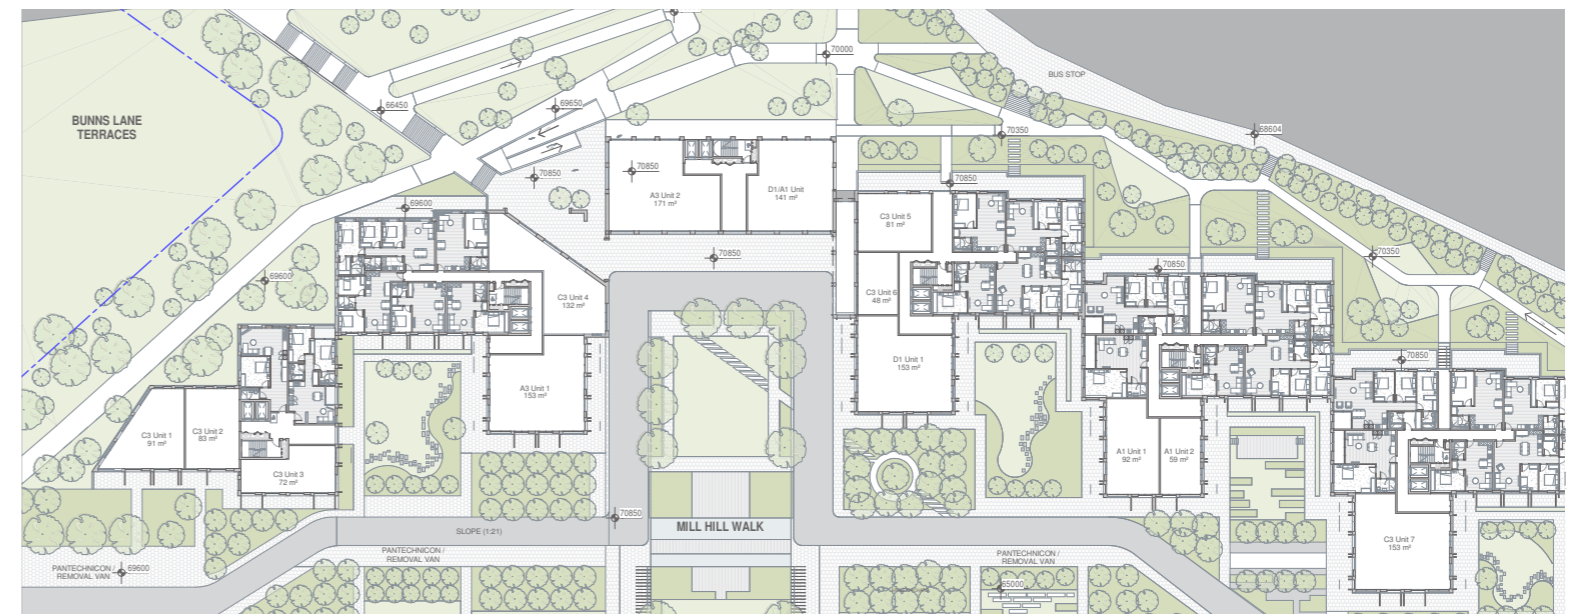 70000
BUS STOP
66450
69650
BUNNS LANE
TERRACES
70350
68604
70850
70850
A3 Unit 2
171 m²
D1/A1 Unit
141 m²
70850
69600
C3 Unit 5
81 m²
70850
70350
70850
69600
C3 Unit 4
132 m²
C3 Unit 6
48 m²
D1 Unit 1
153 m²
70850
A3 Unit 1
153 m²
C3 Unit 1
91 m²
C3 Unit 2
83 m²
C3 Unit 3
72 m²
A1 Unit 1
92 m²
A1 Unit 2
59 m²
70850
MILL HILL WALK
SLOPE (1:21)
C3 Unit 7
153 m²
PANTECHNICON /
REMOVAL VAN
PANTECHNICON /
REMOVAL VAN
PANTECHNICON /
REMOVAL VAN
69600
65000